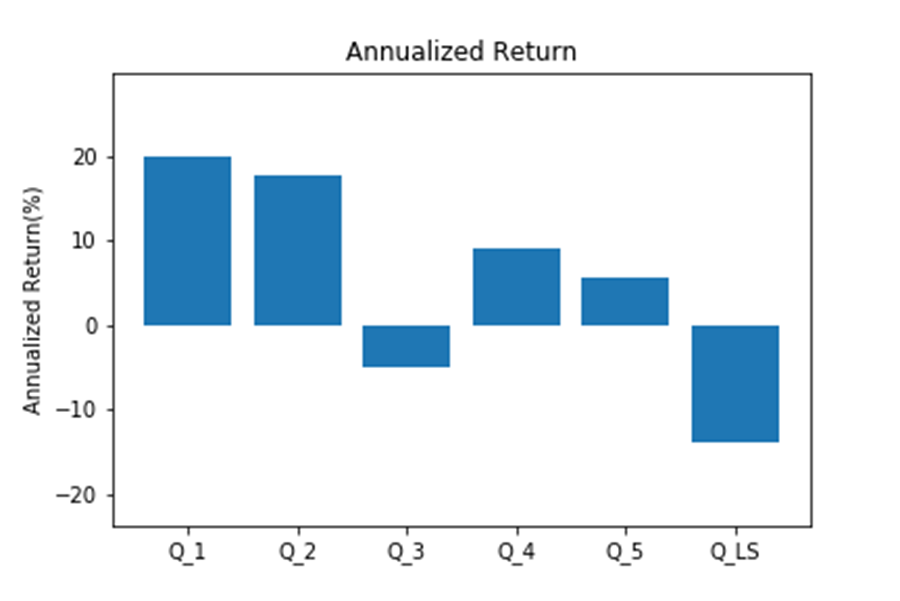 Annualized Return
Annualized Return(%)
20
10
0
−10
−20
Q_1
Q_2
Q_3
Q_4
Q_5
Q_LS